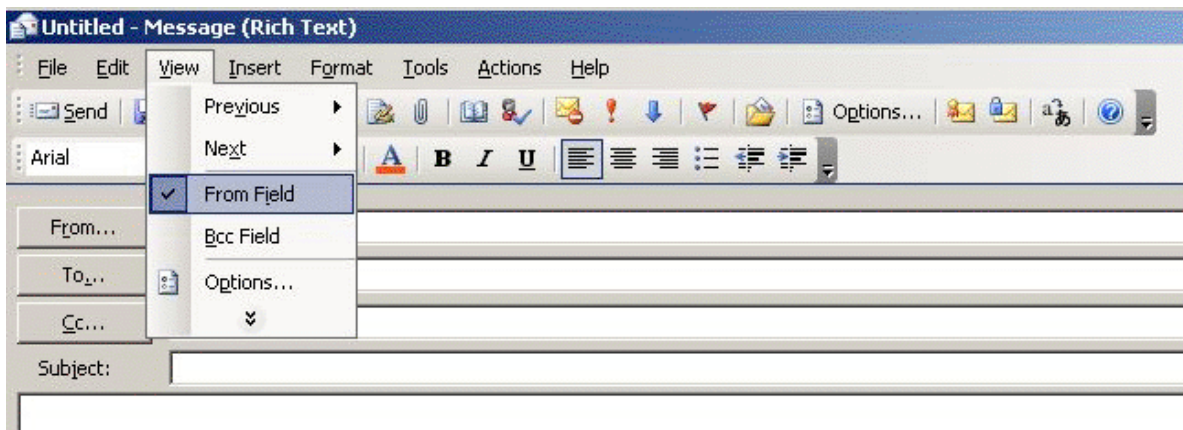 Untitled - Message (Rich Text)
File Edit View Insert Format Tools Actions Help
Send Options...
Arial A B I U
Previous
Next
From Field
Bcc Field
Options...
From...
To...
Cc...
Subject: